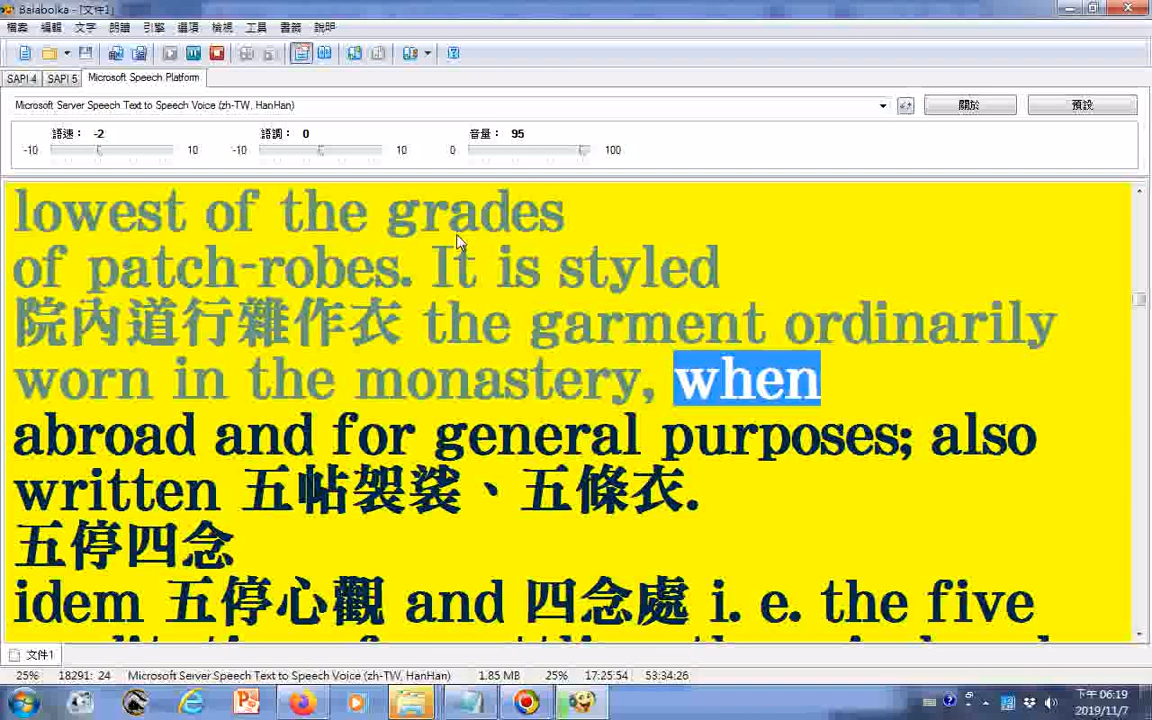 Balabolka - [文件1]
檔案 編輯 文字 朗讀 引擎 選項 檢視 工具 書籤 說明
SAPI 4 SAPI 5 Microsoft Speech Platform
Microsoft Server Speech Text to Speech Voice (zh-TW, HanHan) 關於 預設
語速： -2 語調： 0 音量： 95
-10 10 -10 10 0 100
lowest of the grades
of patch-robes. It is styled
院內道行雜作衣 the garment ordinarily
worn in the monastery, when
abroad and for general purposes; also
written 五帖袈裟、五條衣.
五停四念
idem 五停心觀 and 四念處 i. e. the five
文件1
25% 18291: 24 Microsoft Server Speech Text to Speech Voice (zh-TW, HanHan) 1.85 MB 25% 17:25:54 53:34:26
下午 06:19
2019/11/7